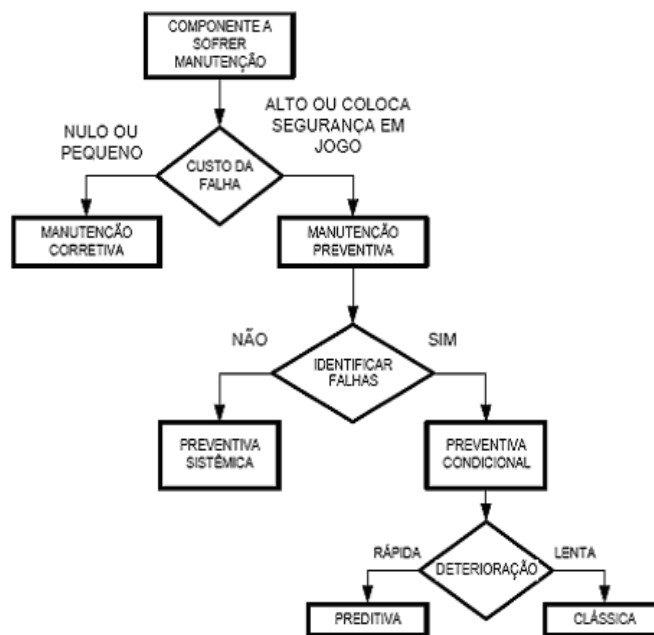 COMPONENTE A
SOFRER
MANUTENÇÃO
NULO OU
PEQUENO
ALTO OU COLOCA
SEGURANÇA EM
JOGO
CUSTO DA
FALHA
MANUTENCÃO
CORRETIVA
MANUTENÇÃO
PREVENTIVA
NÃO
SIM
IDENTIFICAR
FALHAS
PREVENTIVA
SISTÊMICA
PREVENTIVA
CONDICIONAL
RÁPIDA
LENTA
DETERIORAÇÃO
PREDITIVA
CLÁSSICA